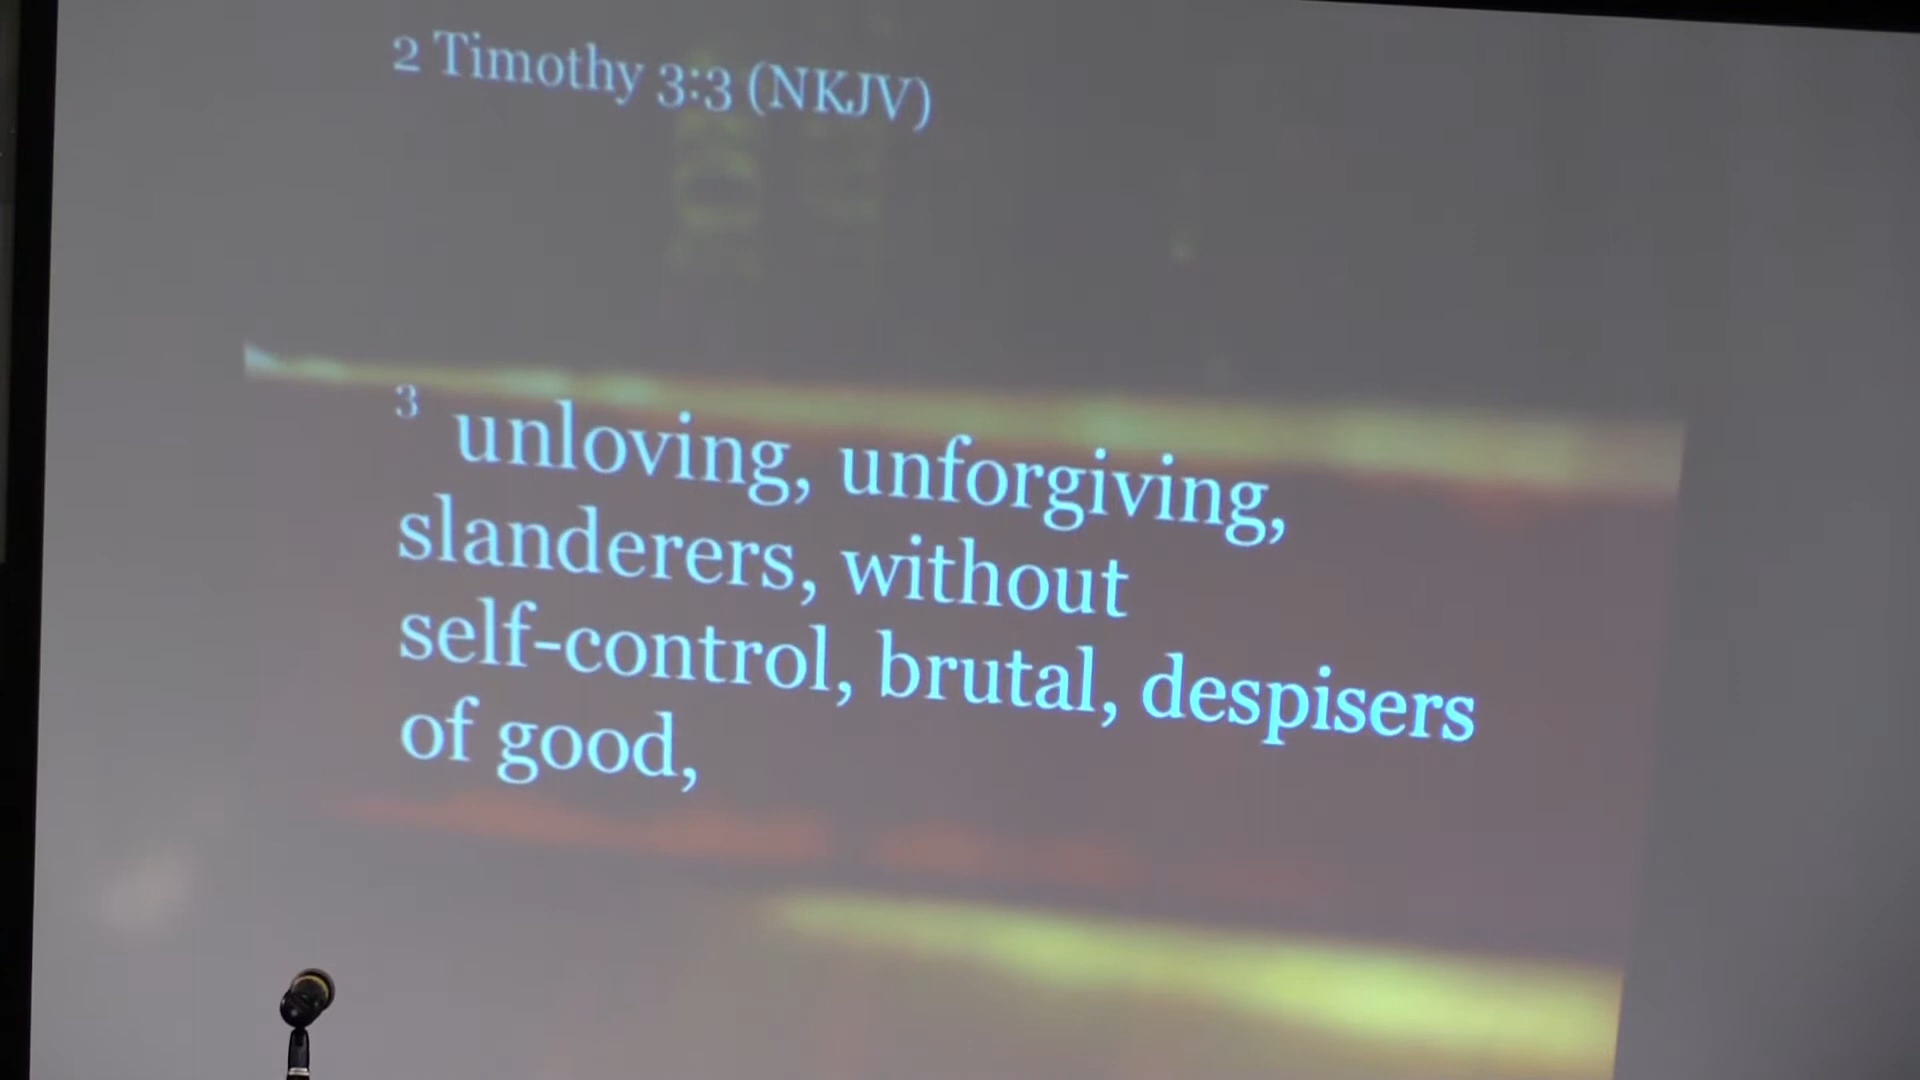 2 Timothy 3:3 (NKJV)
3 unloving, unforgiving,
slanderers, without
self-control, brutal, despisers
of good,